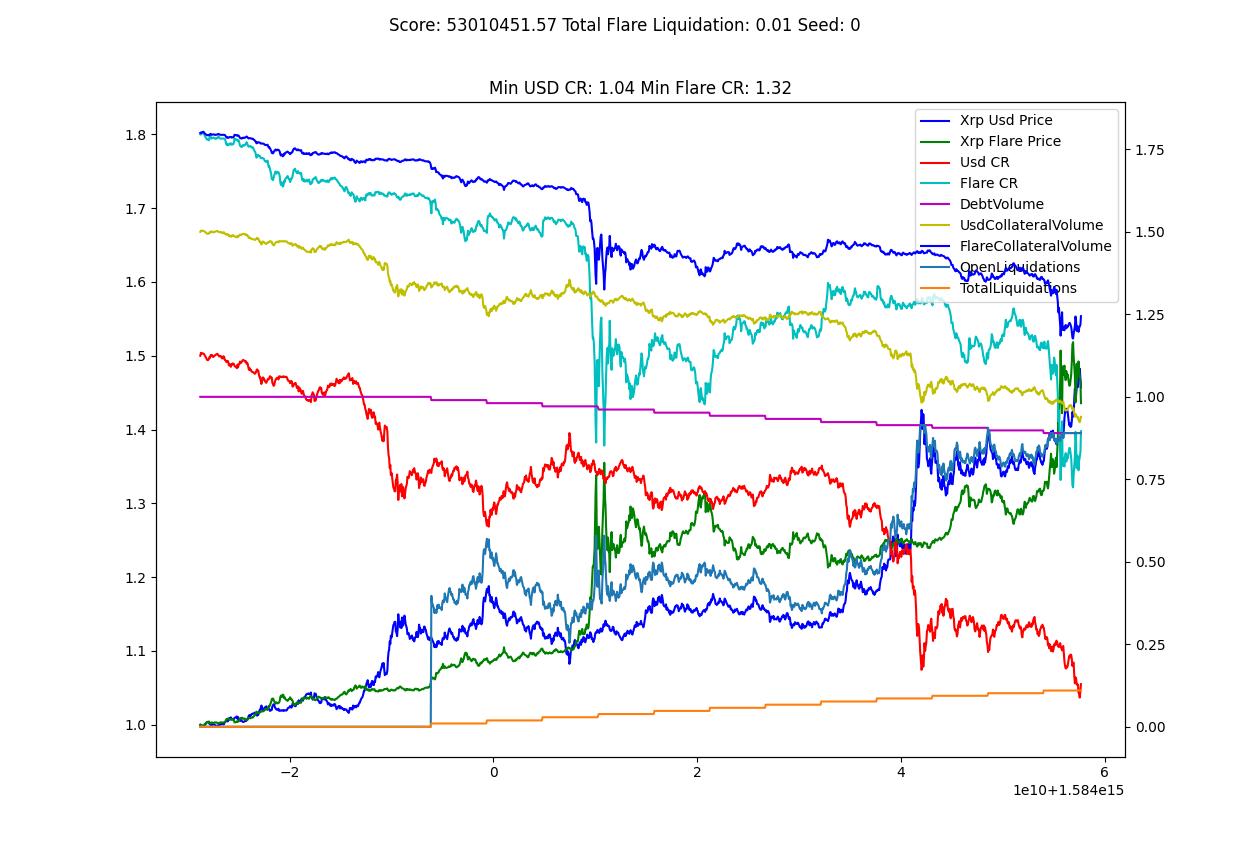 Score: 53010451.57 Total Flare Liquidation: 0.01 Seed: 0
Min USD CR: 1.04 Min Flare CR: 1.32
Xrp Usd Price
Xrp Flare Price
Usd CR
Flare CR
DebtVolume
UsdCollateralVolume
FlareCollateralVolume
OpenLiquidations
TotalLiquidations
1.8
1.7
1.6
1.5
1.4
1.3
1.2
1.1
1.0
1.75
1.50
1.25
1.00
0.75
0.50
0.25
0.00
−2
0
2
4
6
1e10+1.584e15